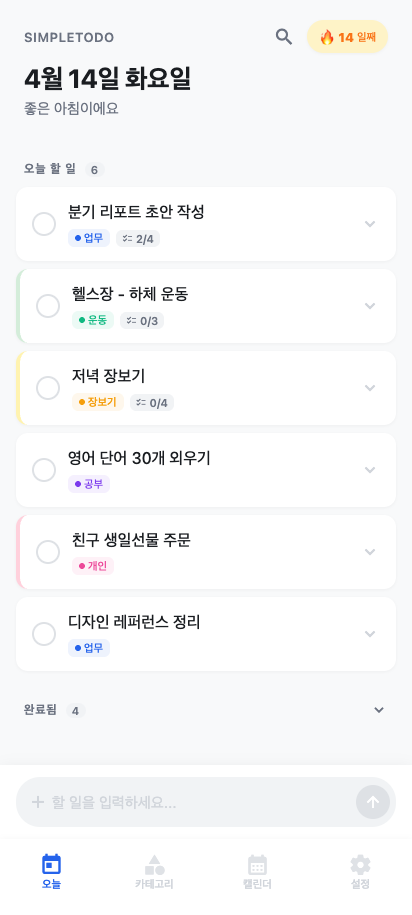 SIMPLETODO
🔥 14 일째
4월 14일 화요일
좋은 아침이에요
오늘 할 일 6
분기 리포트 초안 작성
업무 2/4
헬스장 - 하체 운동
운동 0/3
저녁 장보기
장보기 0/4
영어 단어 30개 외우기
공부
친구 생일선물 주문
개인
디자인 레퍼런스 정리
업무
완료됨 4
할 일을 입력하세요...
오늘 카테고리 캘린더 설정